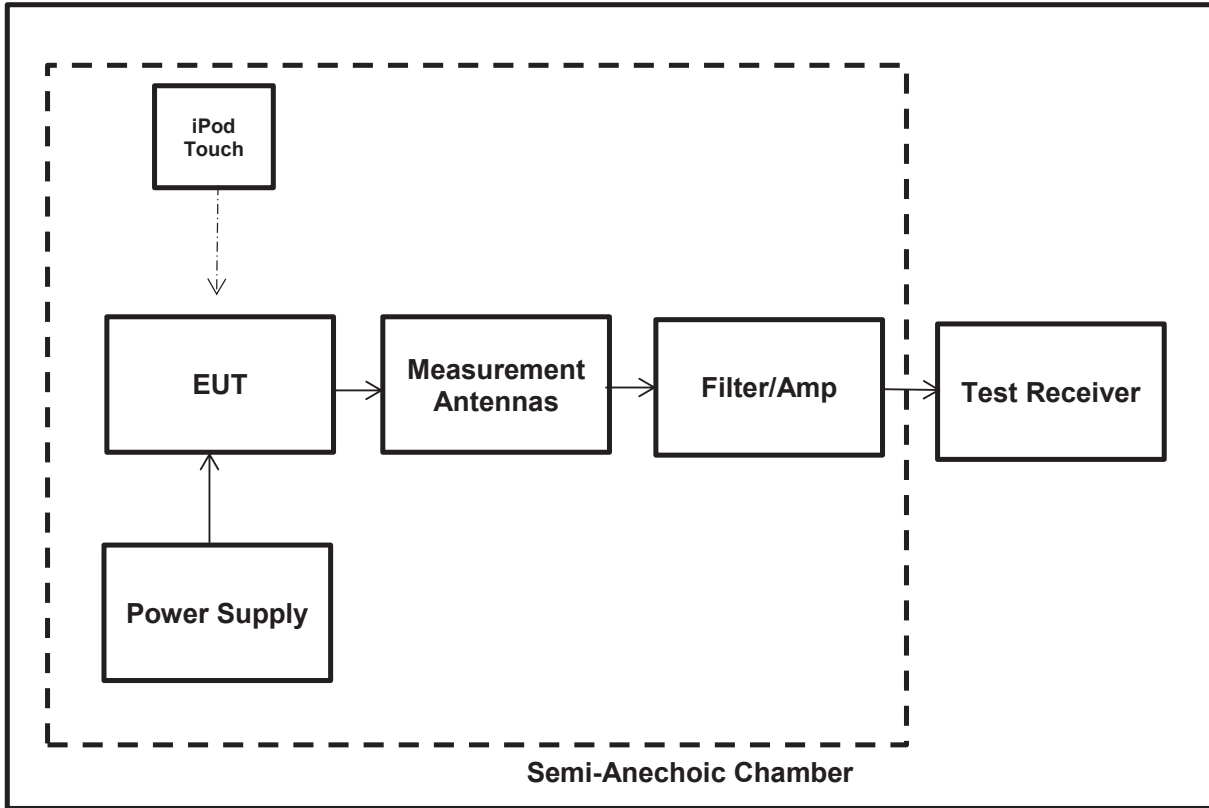 iPod
Touch
EUT
Measurement
Antennas
Filter/Amp
Test Receiver
Power Supply
Semi-Anechoic Chamber